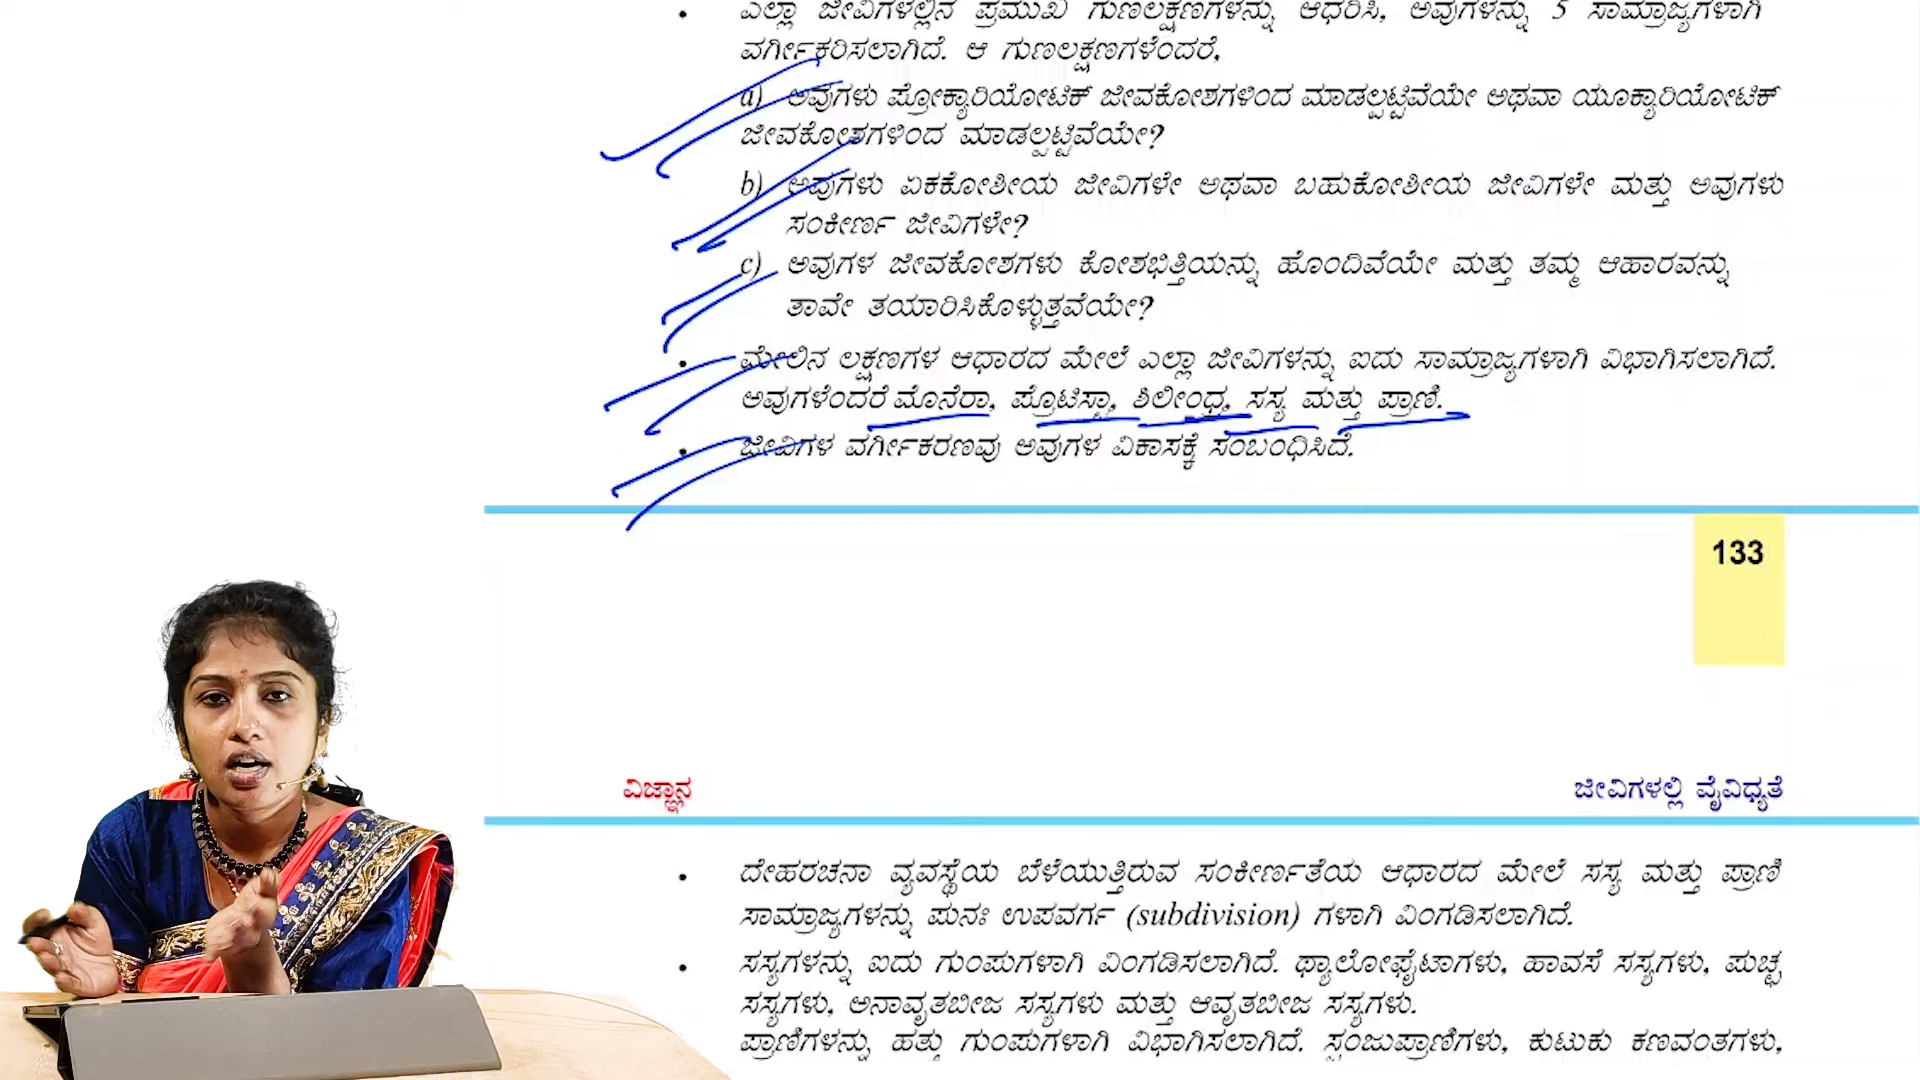 • ಎಲ್ಲಾ ಜೀವಿಗಳಲ್ಲಿನ ಪ್ರಮುಖ ಗುಣಲಕ್ಷಣಗಳನ್ನು ಆಧರಿಸಿ, ಅವುಗಳನ್ನು 5 ಸಾಮ್ರಾಜ್ಯಗಳಾಗಿ
ವರ್ಗೀಕರಿಸಲಾಗಿದೆ. ಆ ಗುಣಲಕ್ಷಣಗಳೆಂದರೆ,
a) ಅವುಗಳು ಪ್ರೋಕ್ಯಾರಿಯೋಟಿಕ್ ಜೀವಕೋಶಗಳಿಂದ ಮಾಡಲ್ಪಟ್ಟಿವೆಯೇ ಅಥವಾ ಯೂಕ್ಯಾರಿಯೋಟಿಕ್
ಜೀವಕೋಶಗಳಿಂದ ಮಾಡಲ್ಪಟ್ಟಿವೆಯೇ?
b) ಅವುಗಳು ಏಕಕೋಶೀಯ ಜೀವಿಗಳೇ ಅಥವಾ ಬಹುಕೋಶೀಯ ಜೀವಿಗಳೇ ಮತ್ತು ಅವುಗಳು
ಸಂಕೀರ್ಣ ಜೀವಿಗಳೇ?
c) ಅವುಗಳ ಜೀವಕೋಶಗಳು ಕೋಶಭಿತ್ತಿಯನ್ನು ಹೊಂದಿವೆಯೇ ಮತ್ತು ತಮ್ಮ ಆಹಾರವನ್ನು
ತಾವೇ ತಯಾರಿಸಿಕೊಳ್ಳುತ್ತವೆಯೇ?
• ಮೇಲಿನ ಲಕ್ಷಣಗಳ ಆಧಾರದ ಮೇಲೆ ಎಲ್ಲಾ ಜೀವಿಗಳನ್ನು ಐದು ಸಾಮ್ರಾಜ್ಯಗಳಾಗಿ ವಿಭಾಗಿಸಲಾಗಿದೆ.
ಅವುಗಳೆಂದರೆ ಮೊನೆರಾ, ಪ್ರೊಟಿಸ್ಟಾ, ಶಿಲೀಂಧ್ರ, ಸಸ್ಯ ಮತ್ತು ಪ್ರಾಣಿ.
• ಜೀವಿಗಳ ವರ್ಗೀಕರಣವು ಅವುಗಳ ವಿಕಾಸಕ್ಕೆ ಸಂಬಂಧಿಸಿದೆ.
133
ವಿಜ್ಞಾನ ಜೀವಿಗಳಲ್ಲಿ ವೈವಿಧ್ಯತೆ
• ದೇಹರಚನಾ ವ್ಯವಸ್ಥೆಯ ಬೆಳೆಯುತ್ತಿರುವ ಸಂಕೀರ್ಣತೆಯ ಆಧಾರದ ಮೇಲೆ ಸಸ್ಯ ಮತ್ತು ಪ್ರಾಣಿ
ಸಾಮ್ರಾಜ್ಯಗಳನ್ನು ಪುನಃ ಉಪವರ್ಗ (subdivision) ಗಳಾಗಿ ವಿಂಗಡಿಸಲಾಗಿದೆ.
• ಸಸ್ಯಗಳನ್ನು ಐದು ಗುಂಪುಗಳಾಗಿ ವಿಂಗಡಿಸಲಾಗಿದೆ. ಥ್ಯಾಲೋಫೈಟಾಗಳು, ಹಾವಸೆ ಸಸ್ಯಗಳು, ಪುಚ್ಛ
ಸಸ್ಯಗಳು, ಅನಾವೃತಬೀಜ ಸಸ್ಯಗಳು ಮತ್ತು ಆವೃತಬೀಜ ಸಸ್ಯಗಳು.
ಪ್ರಾಣಿಗಳನ್ನು ಹತ್ತು ಗುಂಪುಗಳಾಗಿ ವಿಭಾಗಿಸಲಾಗಿದೆ. ಸ್ಪಂಜುಪ್ರಾಣಿಗಳು, ಕುಟುಕು ಕಣವಂತಗಳು,